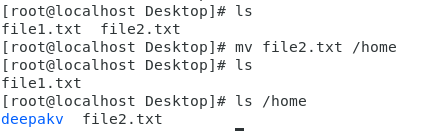 [root@localhost Desktop]# ls
file1.txt  file2.txt
[root@localhost Desktop]# mv file2.txt /home
[root@localhost Desktop]# ls
file1.txt
[root@localhost Desktop]# ls /home
deepakv  file2.txt